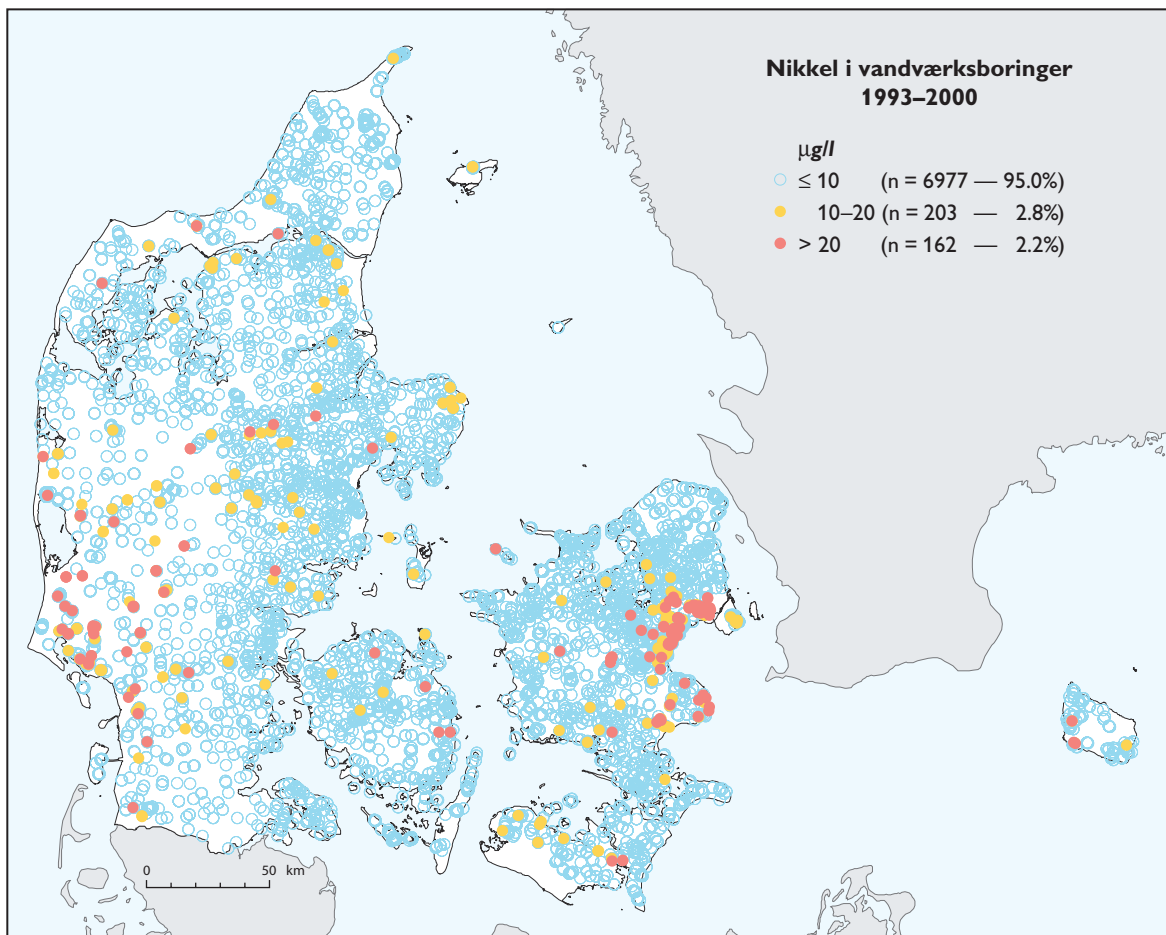 Nikkel i vandværksboringer
1993–2000
µg/l
≤ 10 (n = 6977 — 95.0%)
10–20 (n = 203 — 2.8%)
> 20 (n = 162 — 2.2%)
0 50 km